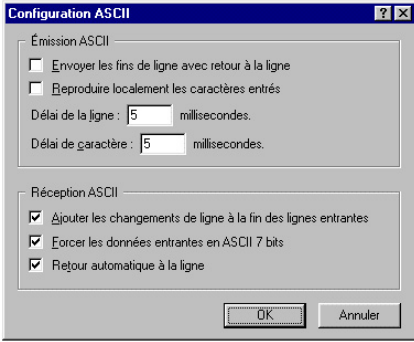 Configuration ASCII
Émission ASCII
Envoyer les fins de ligne avec retour à la ligne
Reproduire localement les caractères entrés
Délai de la ligne : 5 millisecondes.
Délai de caractère : 5 millisecondes.
Réception ASCII
Ajouter les changements de ligne à la fin des lignes entrantes
Forcer les données entrantes en ASCII 7 bits
Retour automatique à la ligne
OK Annuler